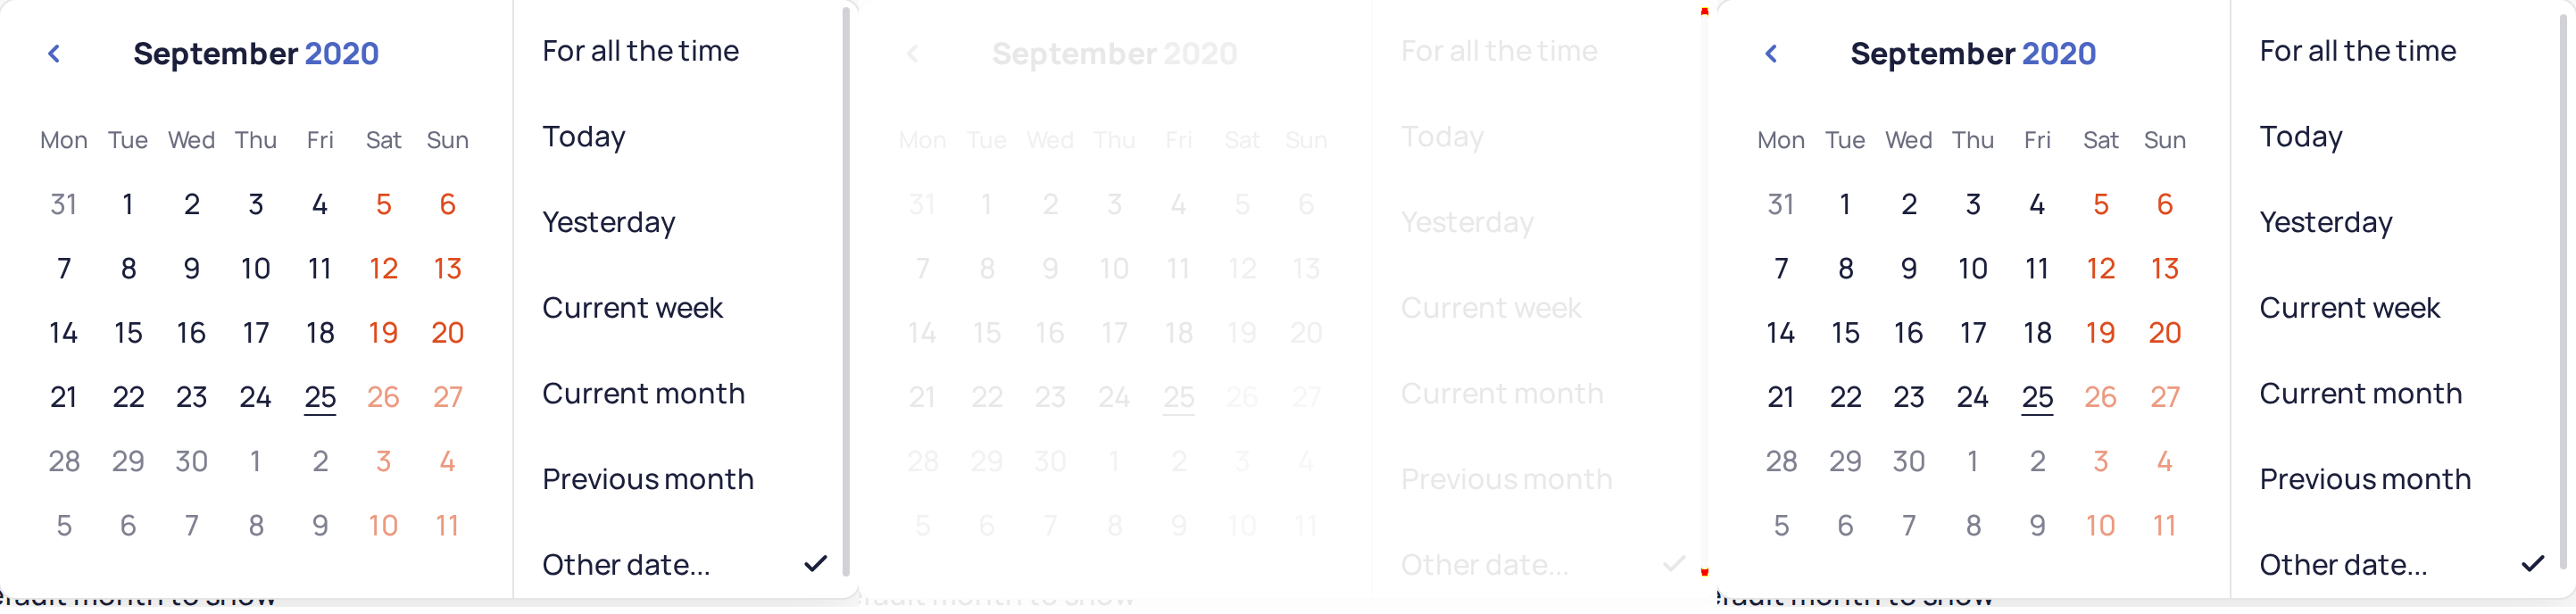 September 2020
Mon Tue Wed Thu Fri Sat Sun
31 1 2 3 4 5 6
7 8 9 10 11 12 13
14 15 16 17 18 19 20
21 22 23 24 25 26 27
28 29 30 1 2 3 4
5 6 7 8 9 10 11
For all the time
Today
Yesterday
Current week
Current month
Previous month
Other date...
month to show
September 2020
Mon Tue Wed Thu Fri Sat Sun
31 1 2 3 4 5 6
7 8 9 10 11 12 13
14 15 16 17 18 19 20
21 22 23 24 25 26 27
28 29 30 1 2 3 4
5 6 7 8 9 10 11
For all the time
Today
Yesterday
Current week
Current month
Previous month
Other date...
month to show
September 2020
Mon Tue Wed Thu Fri Sat Sun
31 1 2 3 4 5 6
7 8 9 10 11 12 13
14 15 16 17 18 19 20
21 22 23 24 25 26 27
28 29 30 1 2 3 4
5 6 7 8 9 10 11
For all the time
Today
Yesterday
Current week
Current month
Previous month
Other date...
month to show